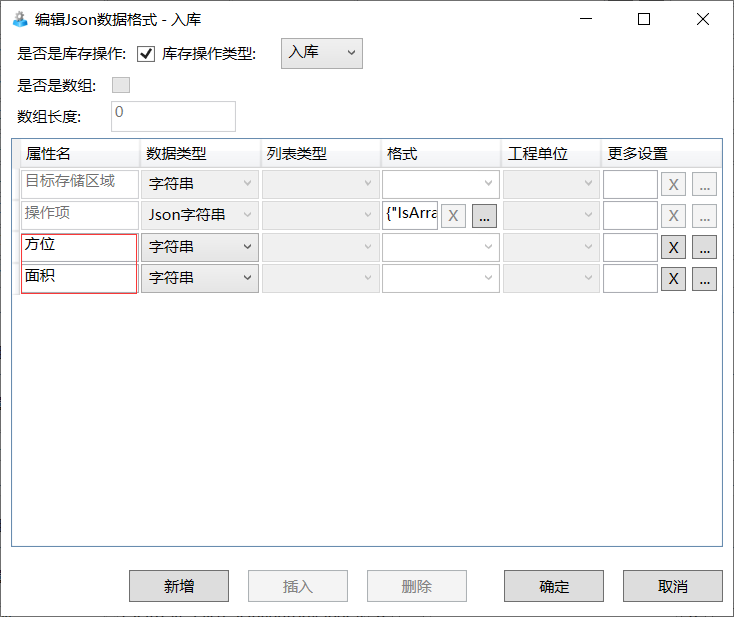 编辑Json数据格式 - 入库
是否是库存操作: 库存操作类型: 入库
是否是数组:
数组长度: 0
属性名 数据类型 列表类型 格式 工程单位 更多设置
目标存储区域 字符串 X ...
操作项 Json字符串 {"IsArra X ... X ...
方位 字符串 X ...
面积 字符串 X ...
新增 插入 删除 确定 取消